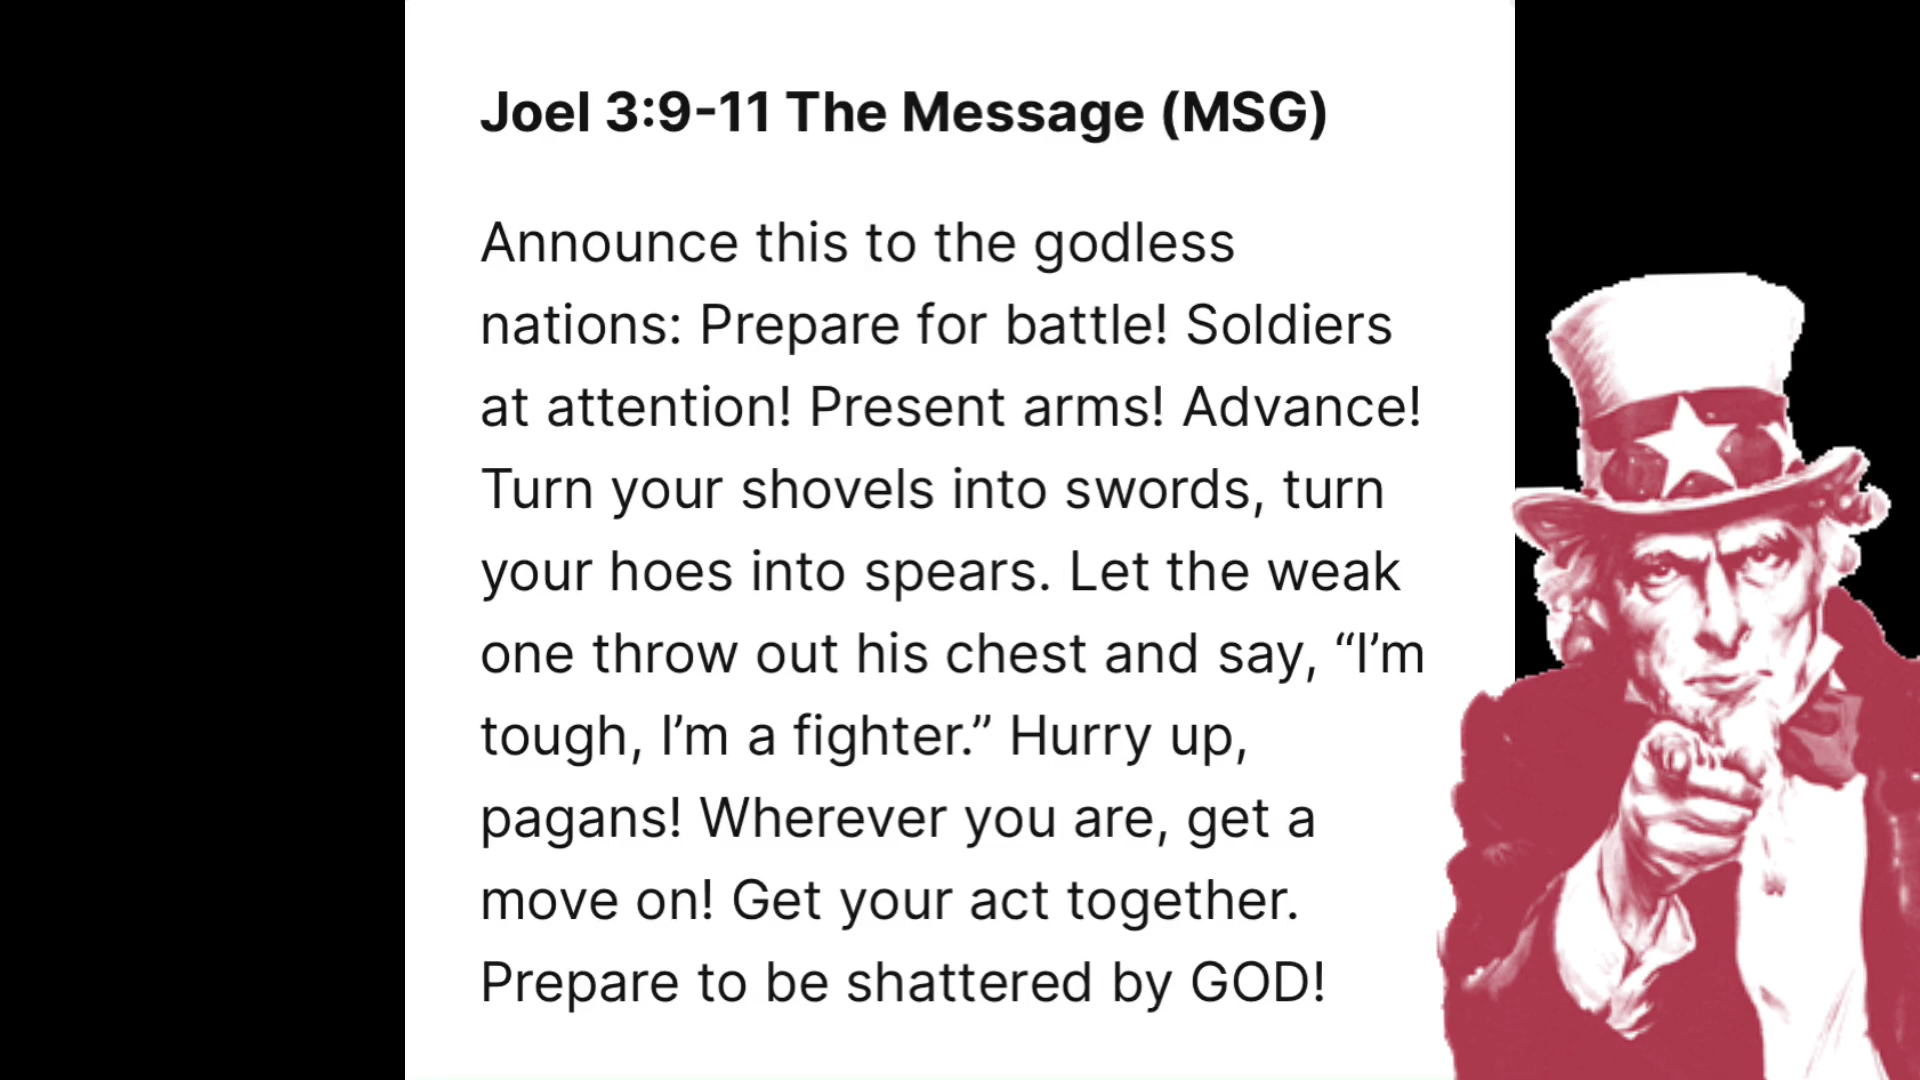 Joel 3:9-11 The Message (MSG)
Announce this to the godless
nations: Prepare for battle! Soldiers
at attention! Present arms! Advance!
Turn your shovels into swords, turn
your hoes into spears. Let the weak
one throw out his chest and say, “I’m
tough, I’m a fighter.” Hurry up,
pagans! Wherever you are, get a
move on! Get your act together.
Prepare to be shattered by GOD!